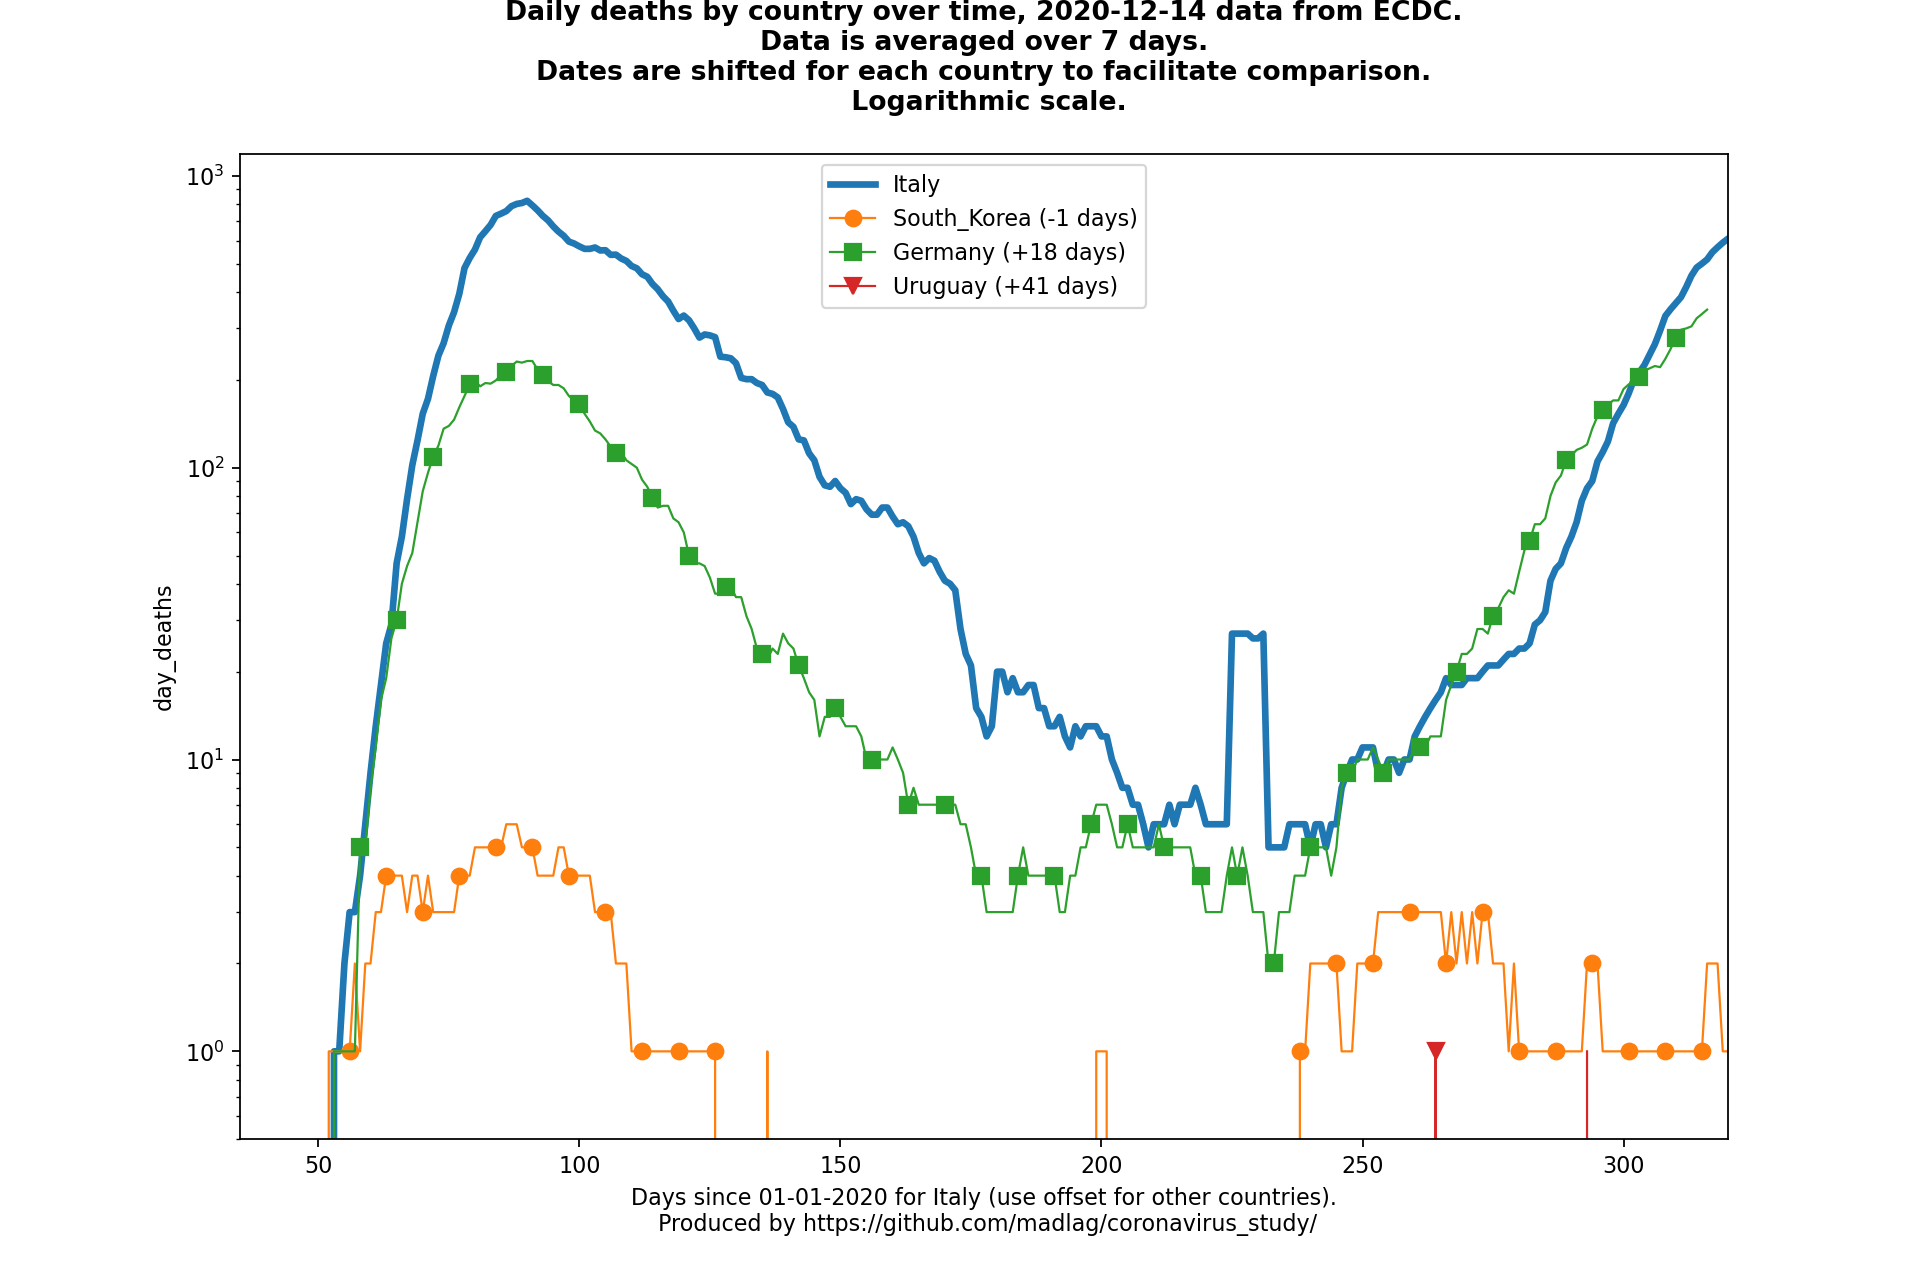 Daily deaths by country over time, 2020-12-14 data from ECDC.
Data is averaged over 7 days.
Dates are shifted for each country to facilitate comparison.
Logarithmic scale.
10³
10²
10¹
10⁰
day_deaths
Italy
South_Korea (-1 days)
Germany (+18 days)
Uruguay (+41 days)
50 100 150 200 250 300
Days since 01-01-2020 for Italy (use offset for other countries).
Produced by https://github.com/madlag/coronavirus_study/